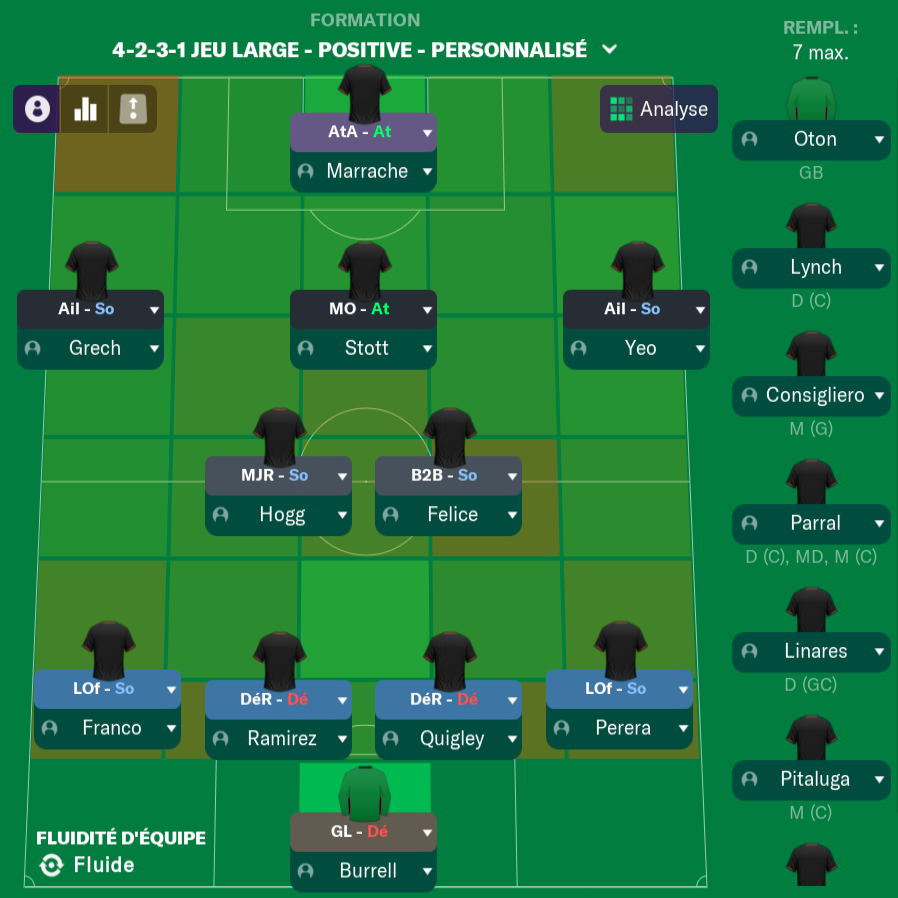 FORMATION
4-2-3-1 JEU LARGE - POSITIVE - PERSONNALISÉ
REMPL. :
7 max.
Analyse
AtA - At
Marrache
Ail - So
Grech
MO - At
Stott
Ail - So
Yeo
MJR - So
Hogg
B2B - So
Felice
LOf - So
Franco
DéR - Dé
Ramirez
DéR - Dé
Quigley
LOf - So
Perera
GL - Dé
Burrell
FLUIDITÉ D'ÉQUIPE
Fluide
Oton
GB
Lynch
D (C)
Consigliero
M (G)
Parral
D (C), MD, M (C)
Linares
D (GC)
Pitaluga
M (C)